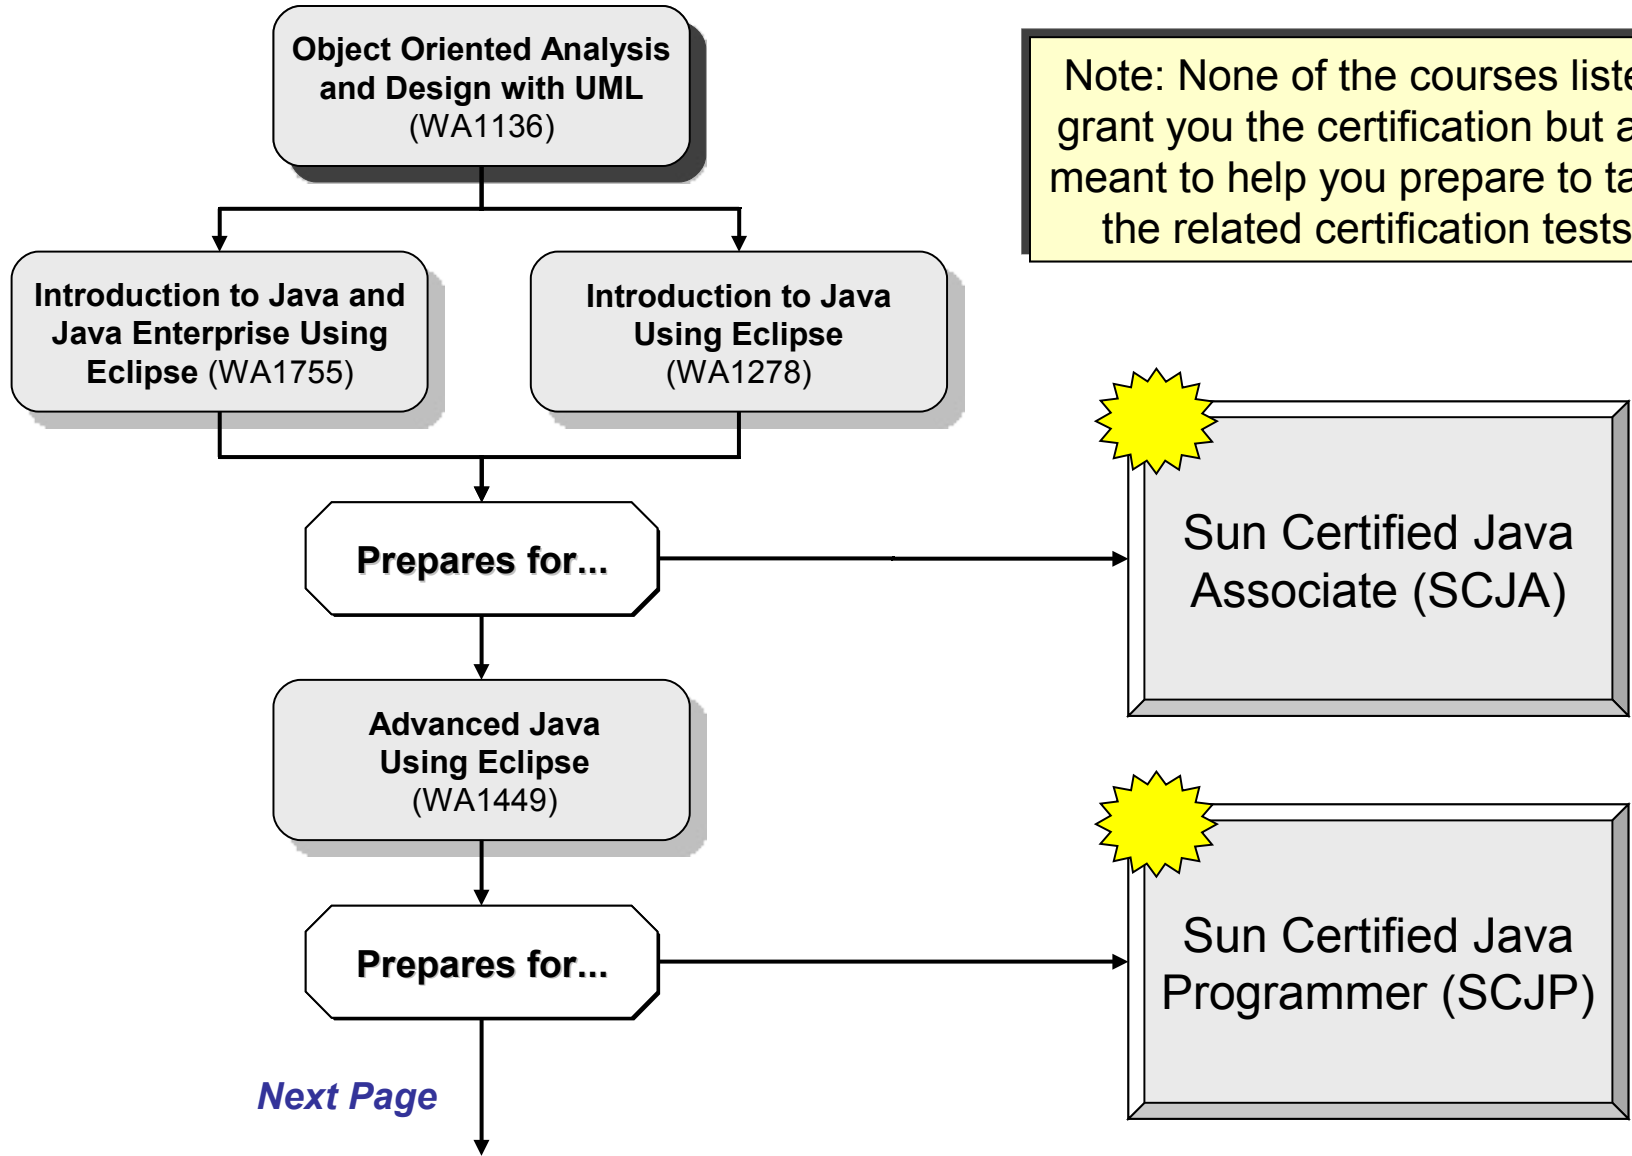 Object Oriented Analysis
and Design with UML
(WA1136)
Note: None of the courses liste
grant you the certification but a
meant to help you prepare to ta
the related certification tests
Introduction to Java and
Java Enterprise Using
Eclipse (WA1755)
Introduction to Java
Using Eclipse
(WA1278)
Prepares for...
Sun Certified Java
Associate (SCJA)
Advanced Java
Using Eclipse
(WA1449)
Prepares for...
Sun Certified Java
Programmer (SCJP)
Next Page